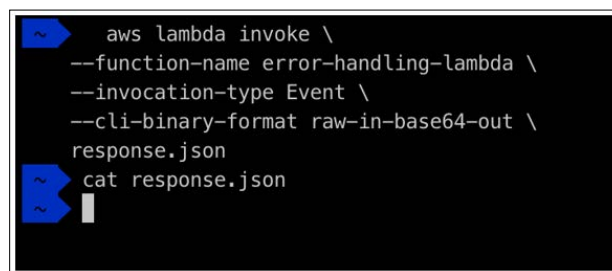 ~ aws lambda invoke \
--function-name error-handling-lambda \
--invocation-type Event \
--cli-binary-format raw-in-base64-out \
response.json
~ cat response.json
~